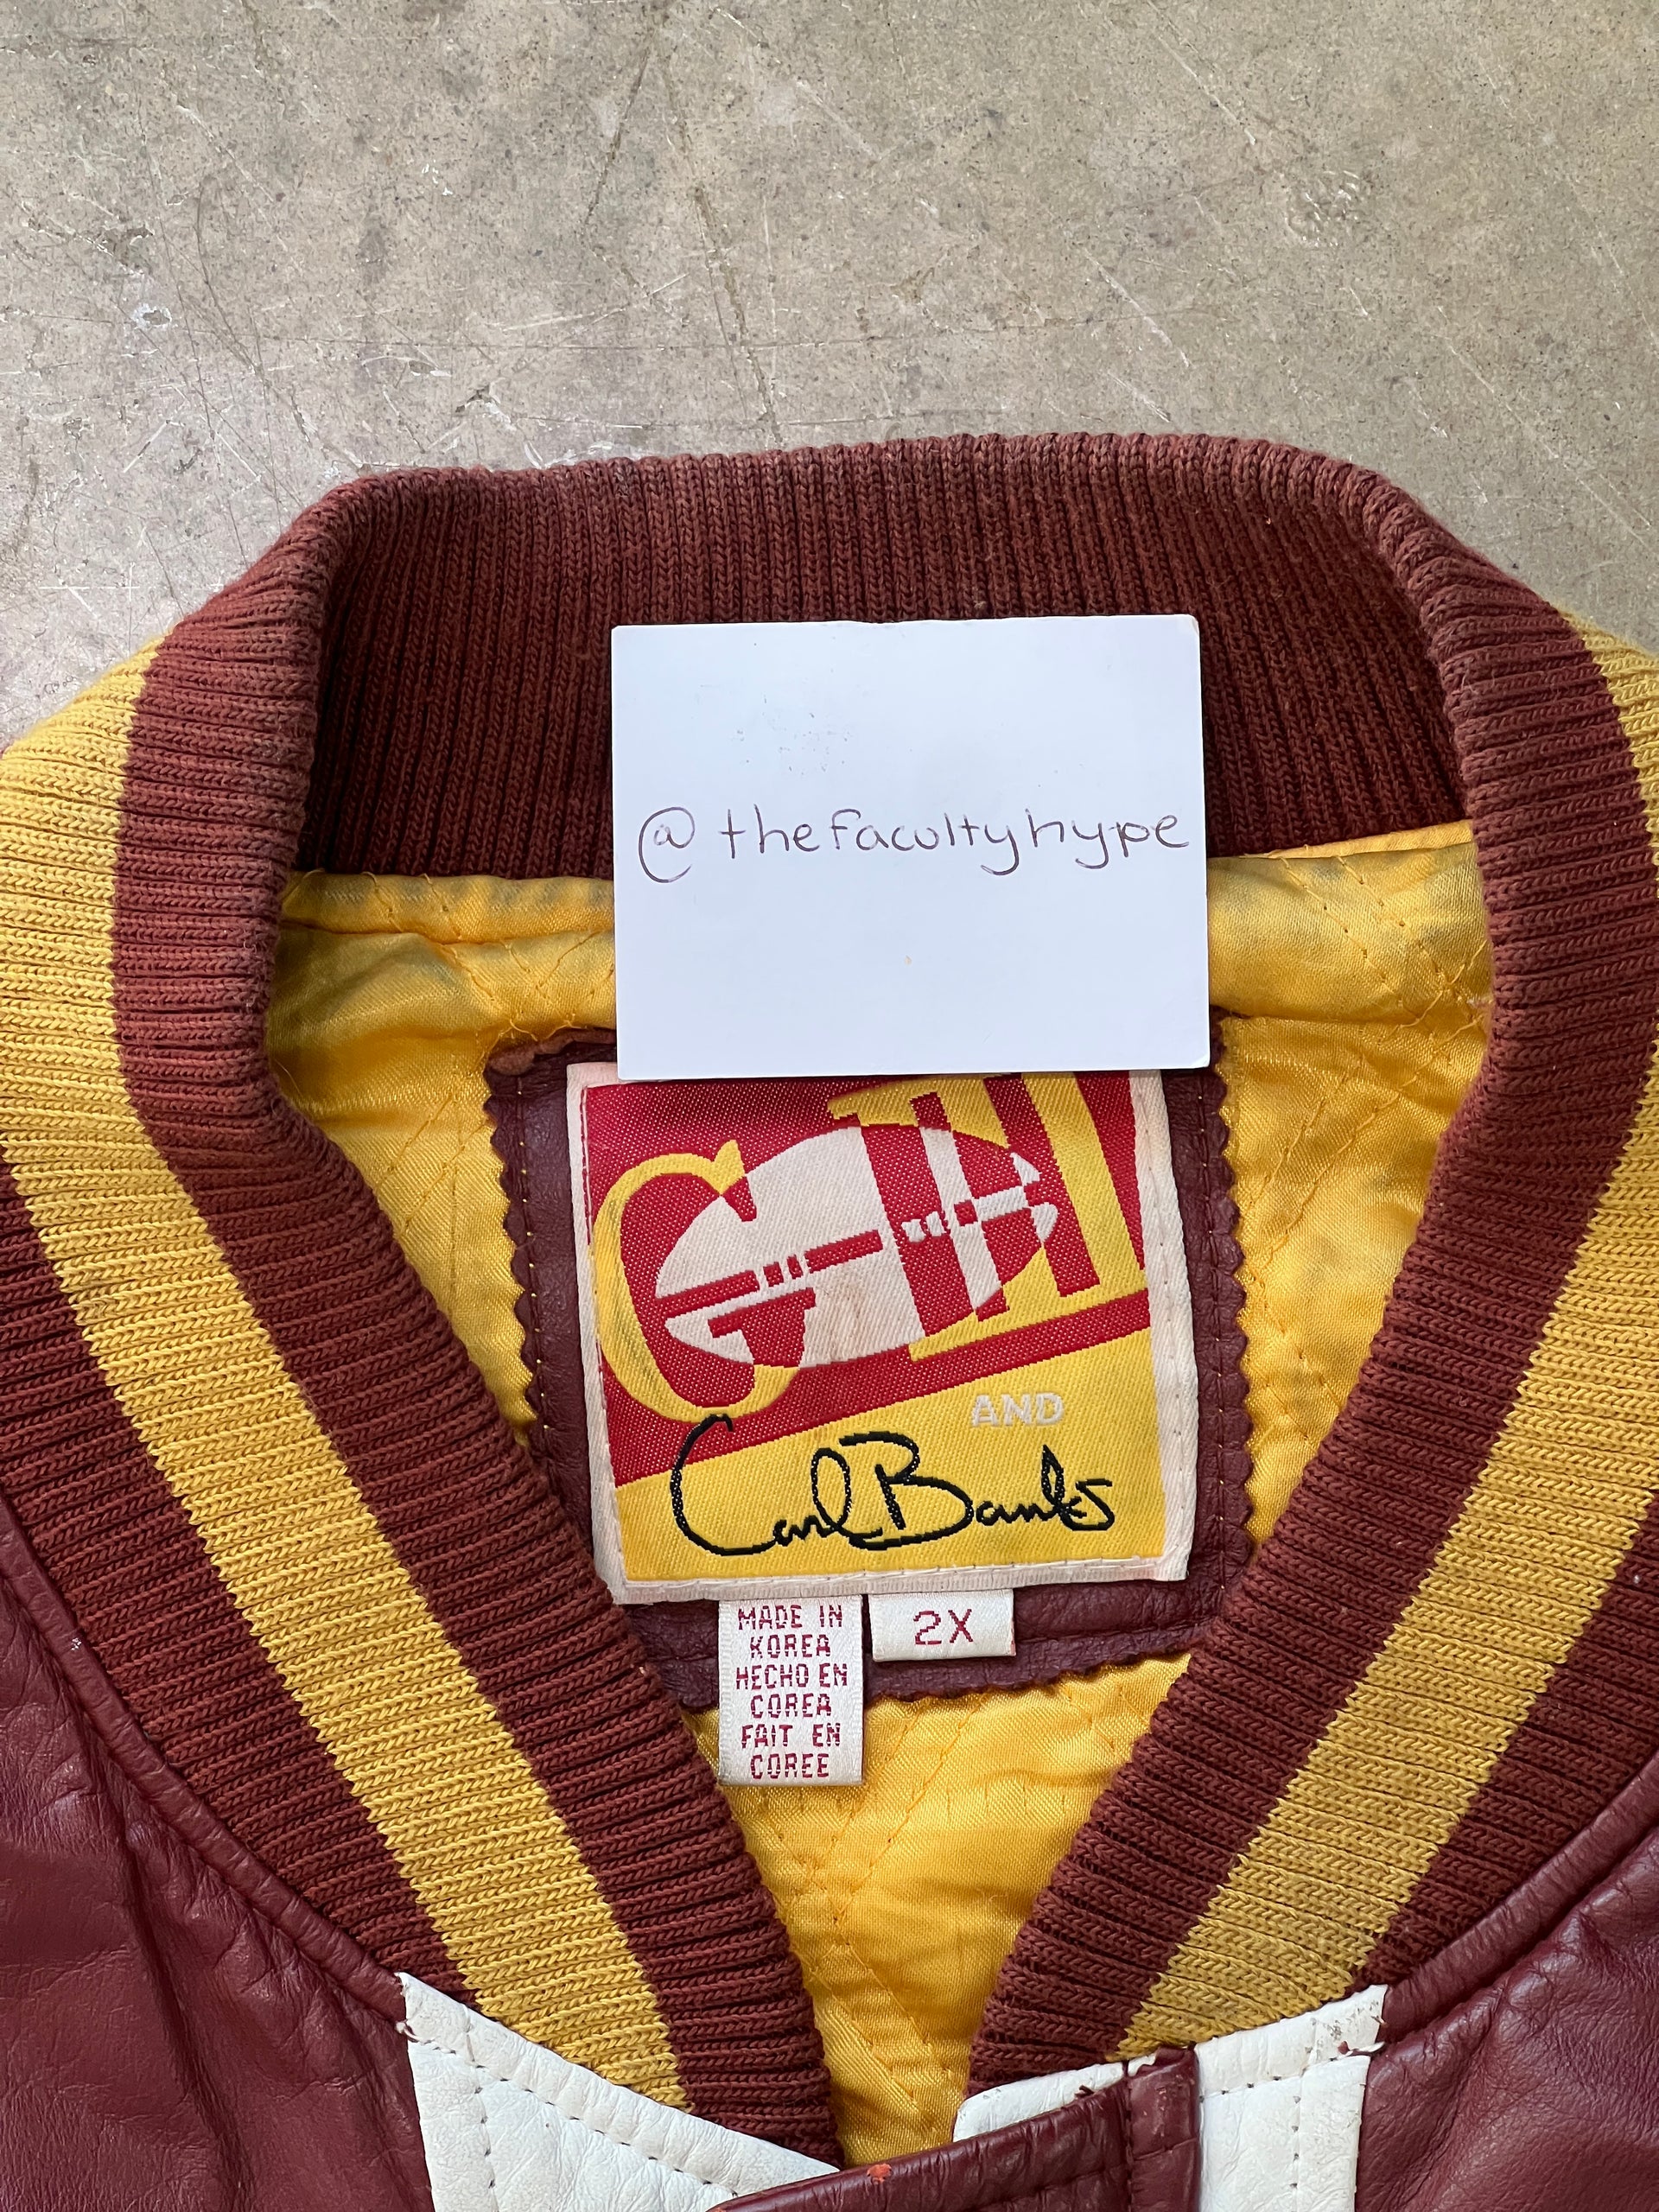 @thefacultyhype
G III
AND
Carl Banks
MADE IN
KOREA
HECHO EN
COREA
FAIT EN
COREE
2X